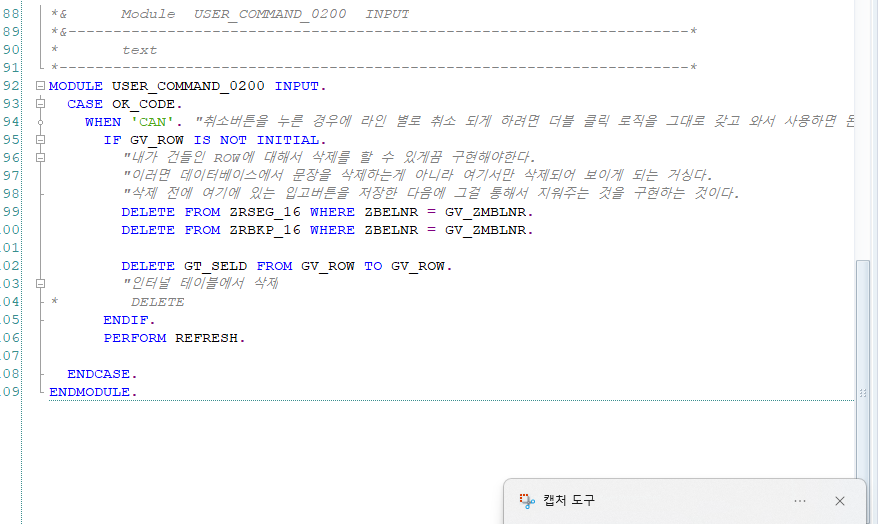 88 *&      Module  USER_COMMAND_0200  INPUT
89 *&---------------------------------------------------------------------*
90 *       text
91 *----------------------------------------------------------------------*
92 MODULE USER_COMMAND_0200 INPUT.
93 CASE OK_CODE.
94 WHEN 'CAN'. "취소버튼을 누른 경우에 라인 별로 취소 되게 하려면 더블 클릭 로직을 그대로 갖고 와서 사용하면 된
95 IF GV_ROW IS NOT INITIAL.
96 "내가 건들인 ROW에 대해서 삭제를 할 수 있게끔 구현해야한다.
97 "이러면 데이터베이스에서 문장을 삭제하는게 아니라 여기서만 삭제되어 보이게 되는 거싱다.
98 "삭제 전에 여기에 있는 입고버튼을 저장한 다음에 그걸 통해서 지워주는 것을 구현하는 것이다.
99 DELETE FROM ZRSEG_16 WHERE ZBELNR = GV_ZMBLNR.
00 DELETE FROM ZRBKP_16 WHERE ZBELNR = GV_ZMBLNR.
01
02 DELETE GT_SELD FROM GV_ROW TO GV_ROW.
03 "인터널 테이블에서 삭제
04 *        DELETE
05 ENDIF.
06 PERFORM REFRESH.
07
08 ENDCASE.
09 ENDMODULE.
캡처 도구